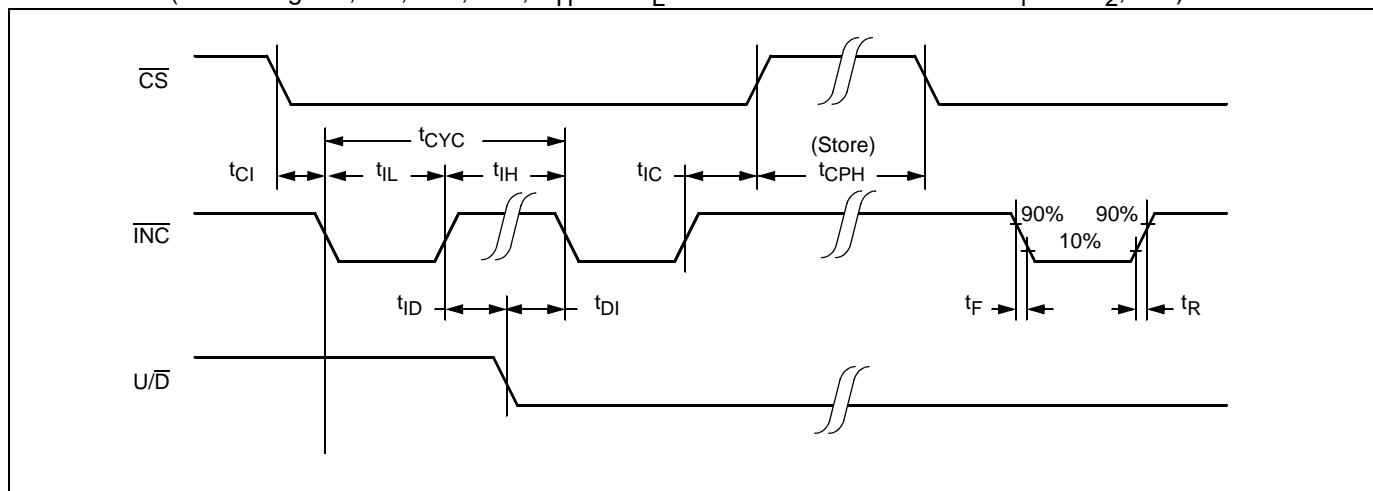 CS
tCYC
(Store)
tCI tIL tIH tIC tCPH
INC
90% 90%
10%
tID tDI tF tR
U/D